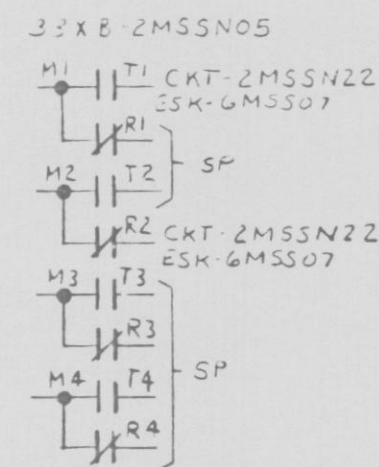 33XB-2MSSN05
M1 T1 CKT-2MSSN22
ESK-6MSS07
R1
SP
M2 T2
R2 CKT-2MSSN22
ESK-6MSS07
M3 T3
R3
SP
M4 T4
R4